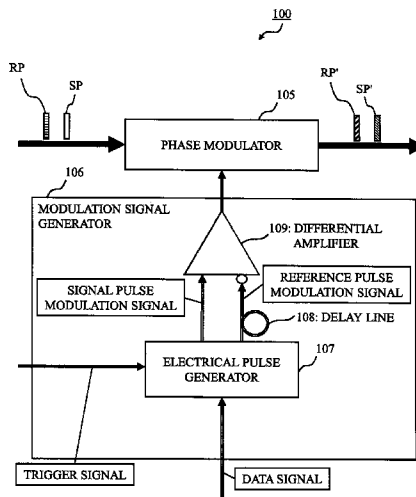 100
RP
SP
105
RP'
SP'
PHASE MODULATOR
106
MODULATION SIGNAL
GENERATOR
109: DIFFERENTIAL
AMPLIFIER
SIGNAL PULSE
MODULATION SIGNAL
REFERENCE PULSE
MODULATION SIGNAL
108: DELAY LINE
ELECTRICAL PULSE
GENERATOR
107
TRIGGER SIGNAL
DATA SIGNAL